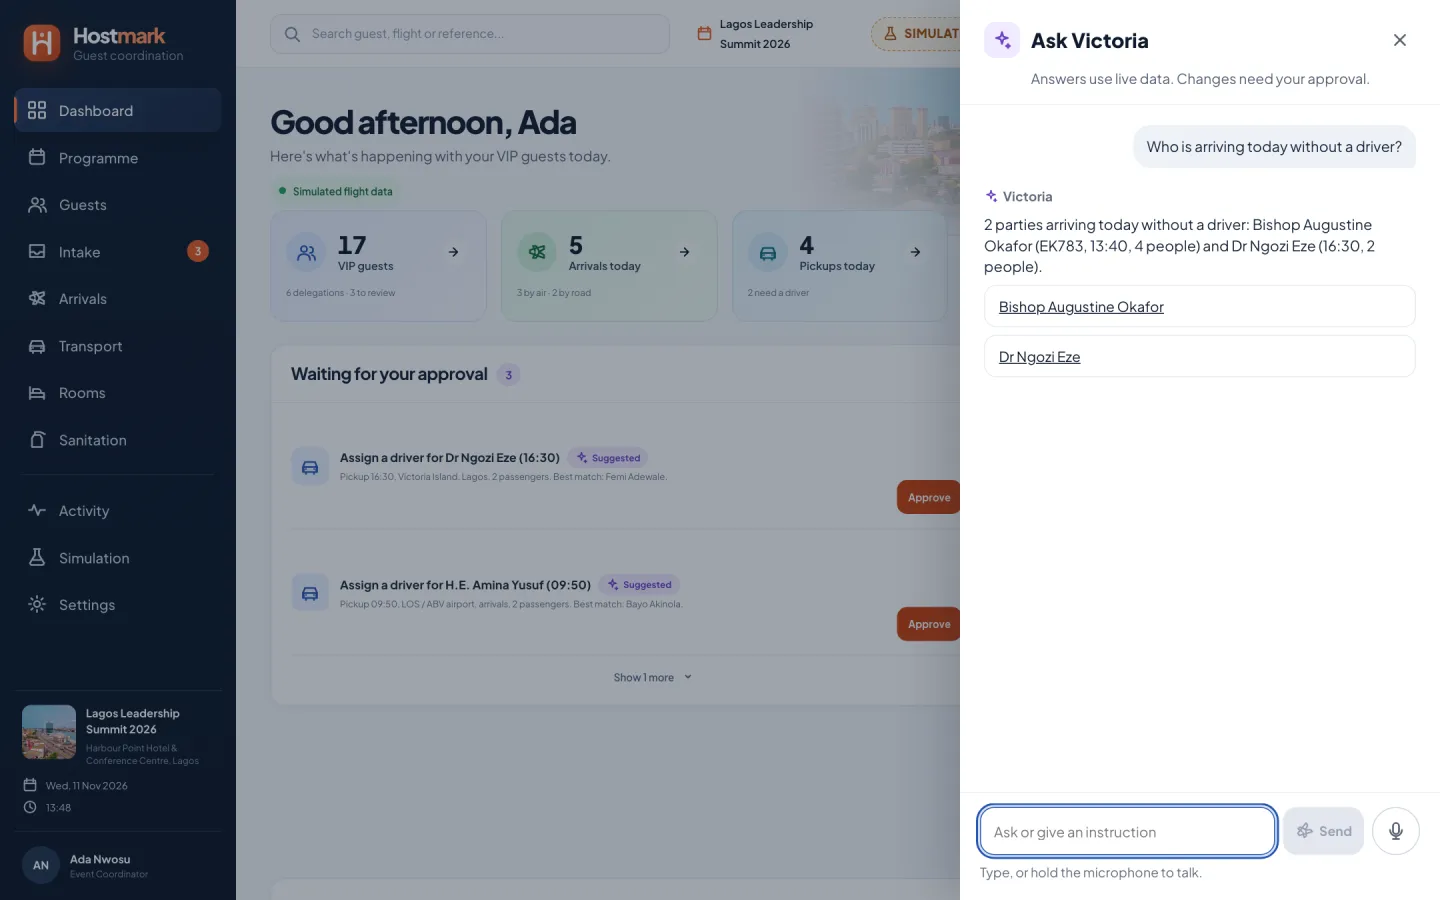 Hostmark
Guest coordination
Dashboard
Programme
Guests
Intake
3
Arrivals
Transport
Rooms
Sanitation
Activity
Simulation
Settings
Lagos Leadership
Summit 2026
Harbour Point Hotel &
Conference Centre, Lagos
Wed, 11 Nov 2026
13:48
AN
Ada Nwosu
Event Coordinator
Search guest, flight or reference...
Lagos Leadership
Summit 2026
SIMULAT
Good afternoon, Ada
Here's what's happening with your VIP guests today.
Simulated flight data
17
VIP guests
6 delegations · 3 to review
5
Arrivals today
3 by air · 2 by road
4
Pickups today
2 need a driver
Waiting for your approval 3
Assign a driver for Dr Ngozi Eze (16:30) Suggested
Pickup 16:30, Victoria Island, Lagos. 2 passengers. Best match: Femi Adewale.
Approve
Assign a driver for H.E. Amina Yusuf (09:50) Suggested
Pickup 09:50, LOS / ABV airport, arrivals. 2 passengers. Best match: Bayo Akinola.
Approve
Show 1 more
Ask Victoria
Answers use live data. Changes need your approval.
Who is arriving today without a driver?
Victoria
2 parties arriving today without a driver: Bishop Augustine
Okafor (EK783, 13:40, 4 people) and Dr Ngozi Eze (16:30, 2
people).
Bishop Augustine Okafor
Dr Ngozi Eze
Ask or give an instruction
Send
Type, or hold the microphone to talk.